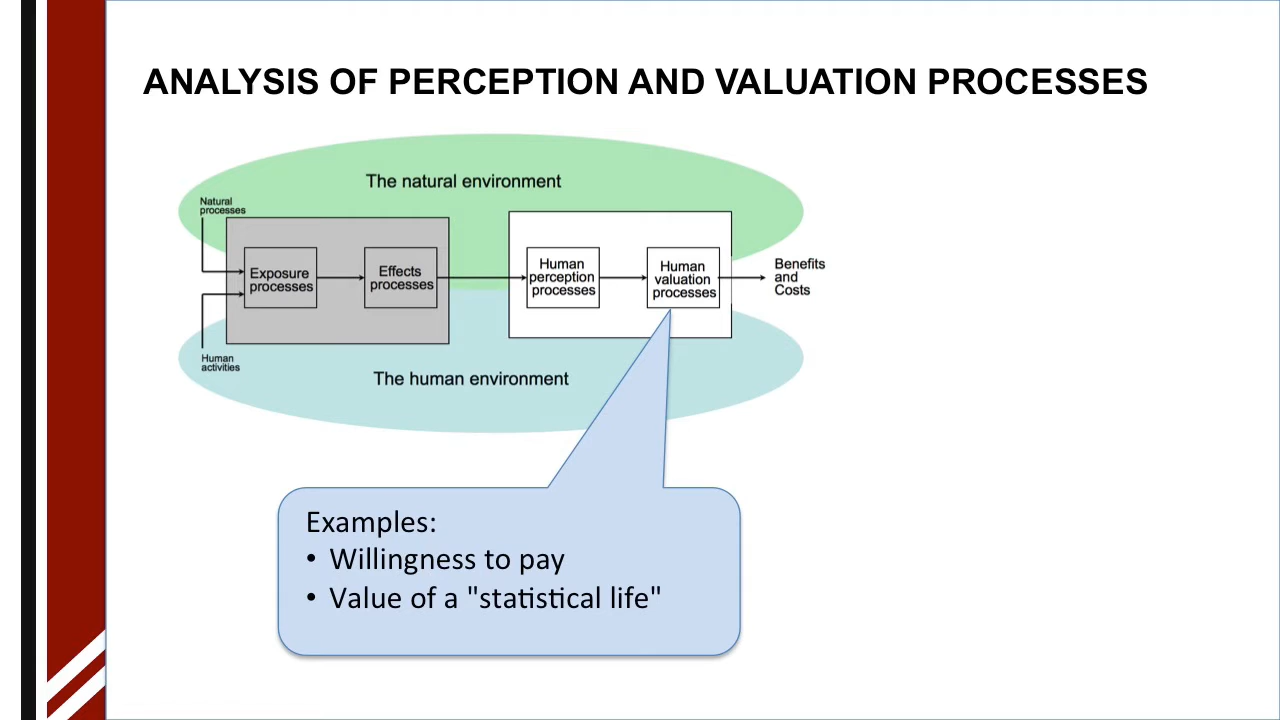 ANALYSIS OF PERCEPTION AND VALUATION PROCESSES
The natural environment
Natural
processes
Exposure
processes
Effects
processes
Human
perception
processes
Human
valuation
processes
Benefits
and
Costs
Human
activities
The human environment
Examples:
• Willingness to pay
• Value of a "statistical life"